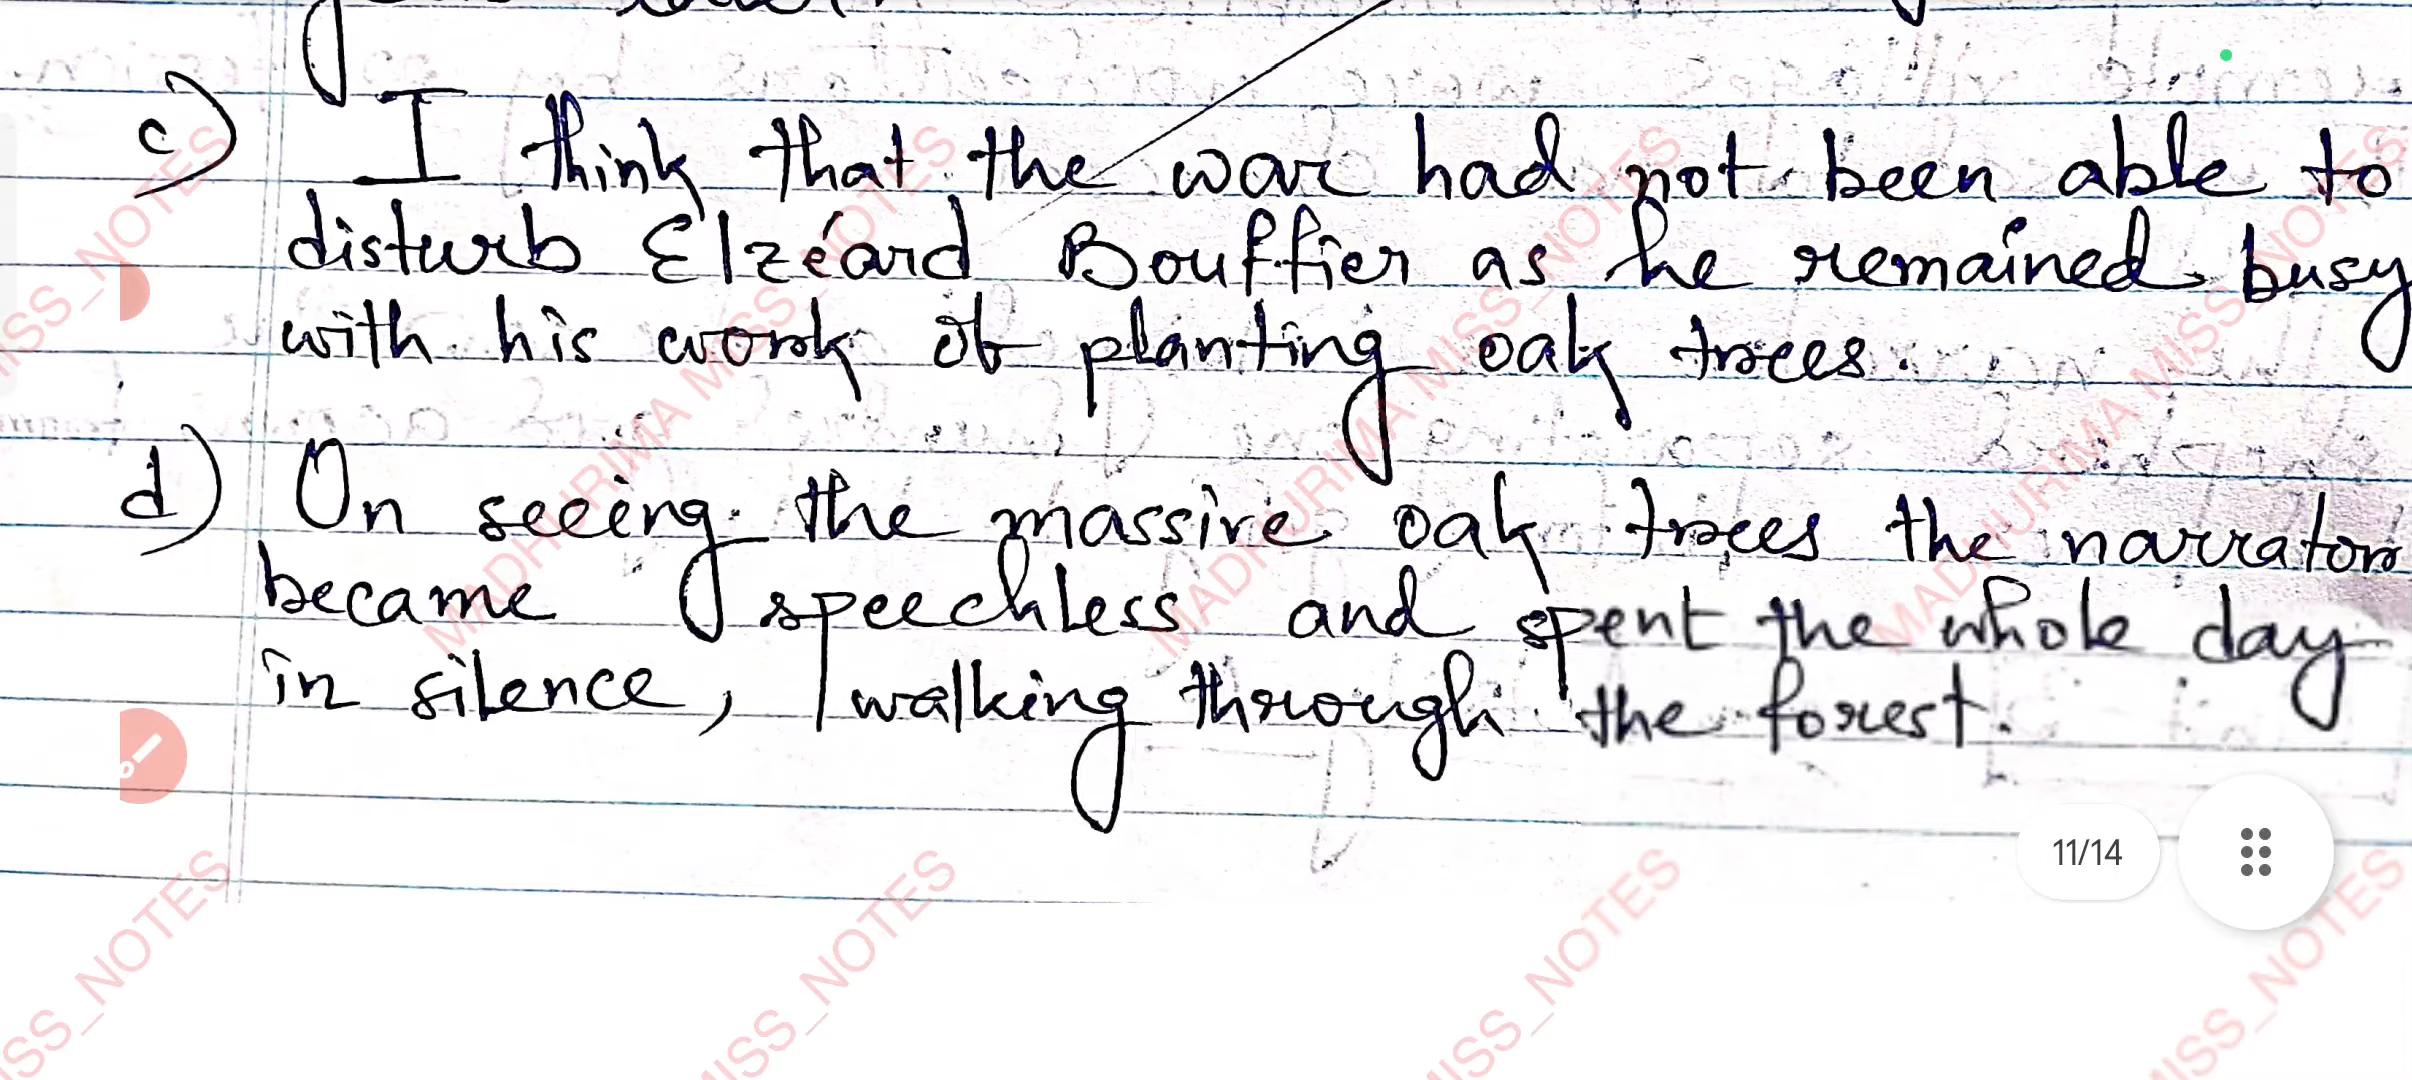 c) I think that the war had not been able to
disturb Elzéard Bouffier as he remained busy
with his work of planting oak trees.
d) On seeing the massive oak trees the narrator
became speechless and spent the whole day
in silence, walking through the forest.
11/14
MADHURIMA MISS_NOTES